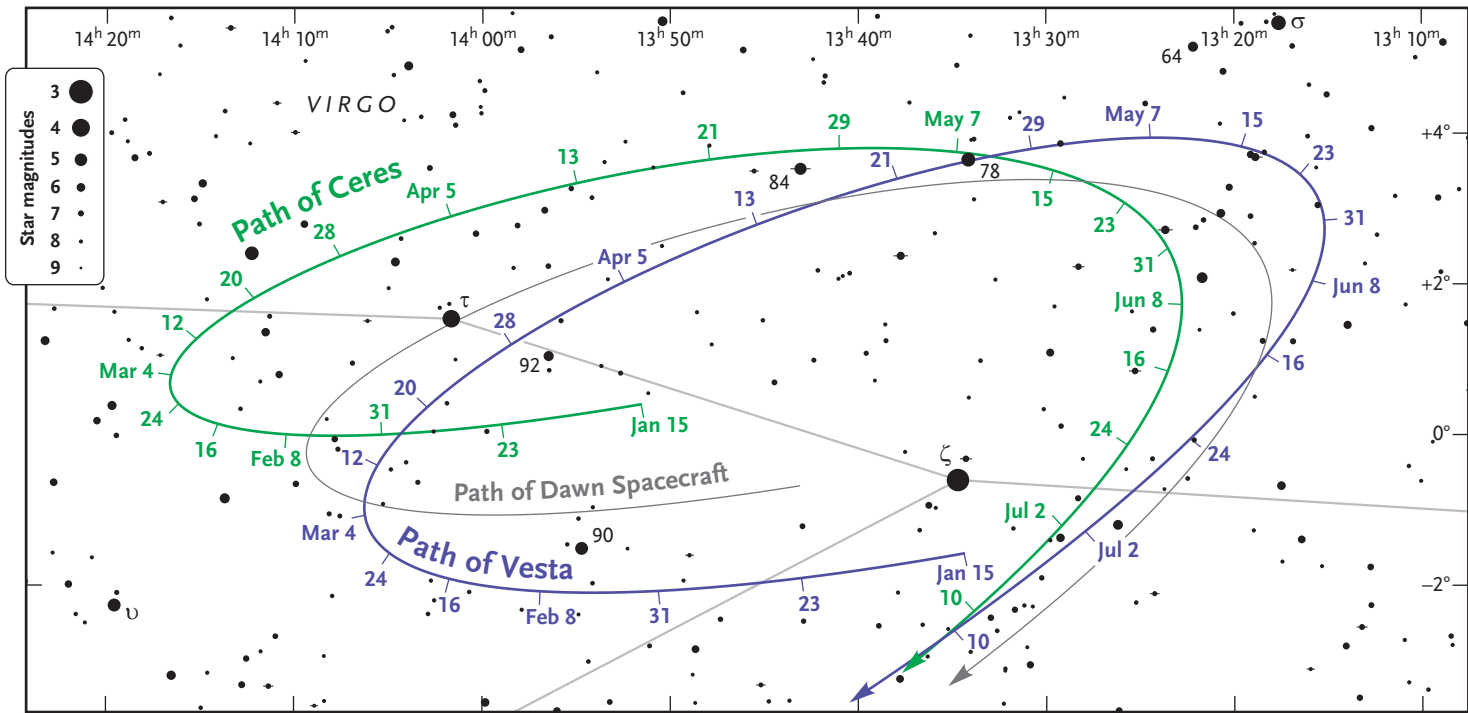 14ʰ 20ᵐ 14ʰ 10ᵐ 14ʰ 00ᵐ 13ʰ 50ᵐ 13ʰ 40ᵐ 13ʰ 30ᵐ 13ʰ 20ᵐ 13ʰ 10ᵐ
σ
64
Star magnitudes
3
4
5
6
7
8
9
VIRGO
+4°
+2°
0°
−2°
Path of Ceres
Jan 15
23
31
Feb 8
16
24
Mar 4
12
20
28
Apr 5
13
21
29
May 7
15
23
31
Jun 8
16
24
Jul 2
10
Path of Vesta
Jan 15
23
31
Feb 8
16
24
Mar 4
12
20
28
Apr 5
13
21
29
May 7
15
23
31
Jun 8
16
24
Jul 2
10
Path of Dawn Spacecraft
84
78
τ
92
ζ
90
υ